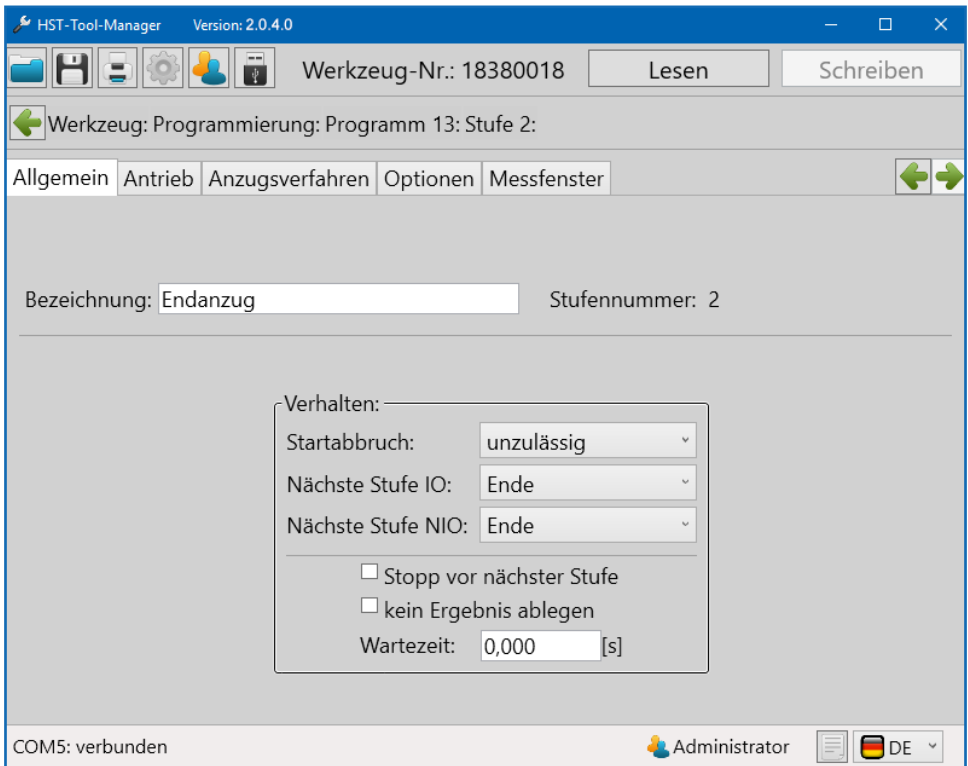 HST-Tool-Manager Version: 2.0.4.0
Werkzeug-Nr.: 18380018 Lesen Schreiben
Werkzeug: Programmierung: Programm 13: Stufe 2:
Allgemein Antrieb Anzugsverfahren Optionen Messfenster
Bezeichnung: Endanzug Stufennummer: 2
Verhalten:
Startabbruch: unzulässig
Nächste Stufe IO: Ende
Nächste Stufe NIO: Ende
Stopp vor nächster Stufe
kein Ergebnis ablegen
Wartezeit: 0,000 [s]
COM5: verbunden Administrator DE